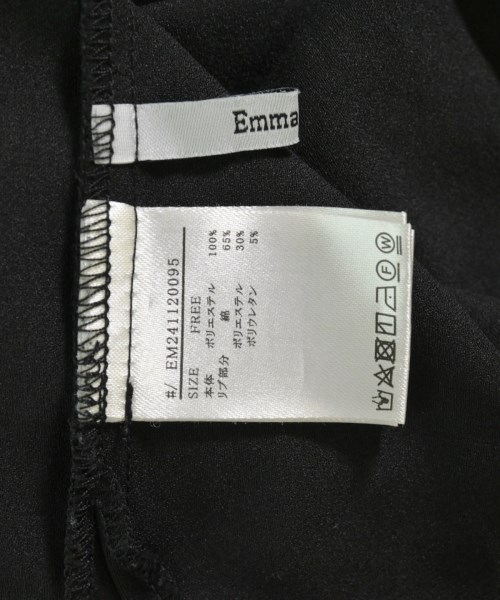 Emma
#/ EM241120095
SIZE FREE
本体 ポリエステル 100%
リブ部分 綿 65%
ポリエステル 30%
ポリウレタン 5%
F W